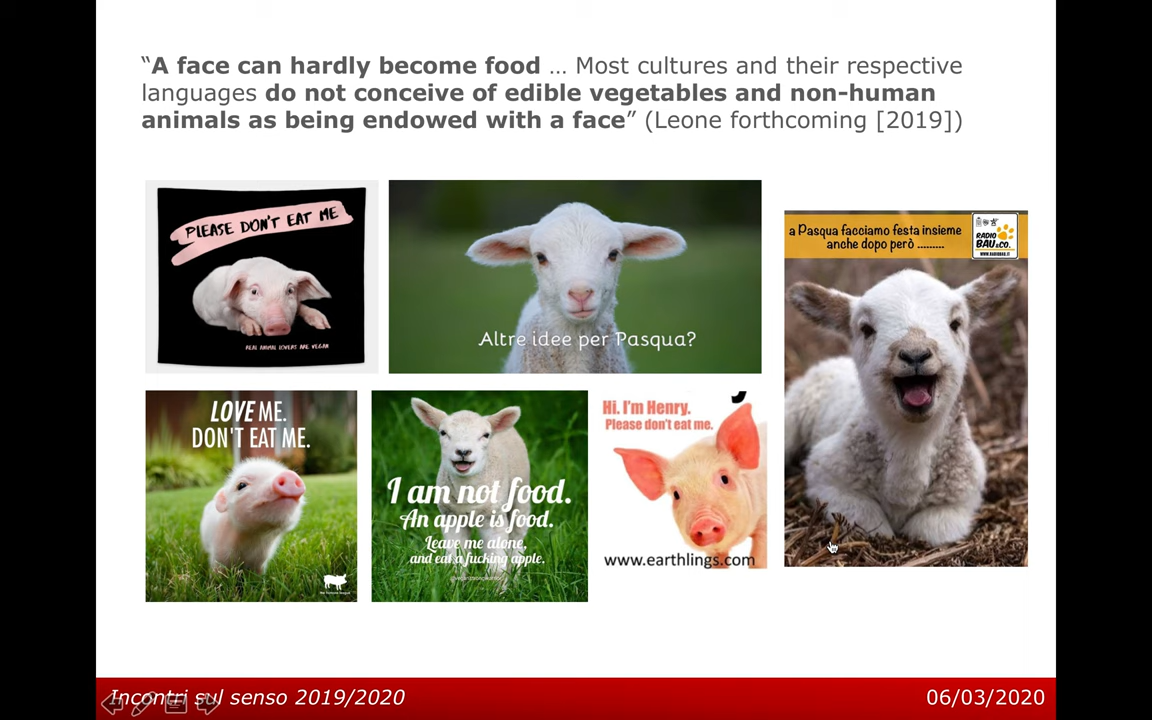 “A face can hardly become food … Most cultures and their respective
languages do not conceive of edible vegetables and non-human
animals as being endowed with a face” (Leone forthcoming [2019])
PLEASE DON'T EAT ME
REAL ANIMAL LOVERS ARE VEGAN
Altre idee per Pasqua?
a Pasqua facciamo festa insieme
anche dopo però .........
RADIO
BAU&CO.
WWW.RADIOBAU.IT
LOVE ME.
DON'T EAT ME.
I am not food.
An apple is food.
Leave me alone,
and eat a fucking apple.
Hi. I'm Henry.
Please don't eat me.
www.earthlings.com
Incontri sul senso 2019/2020
06/03/2020